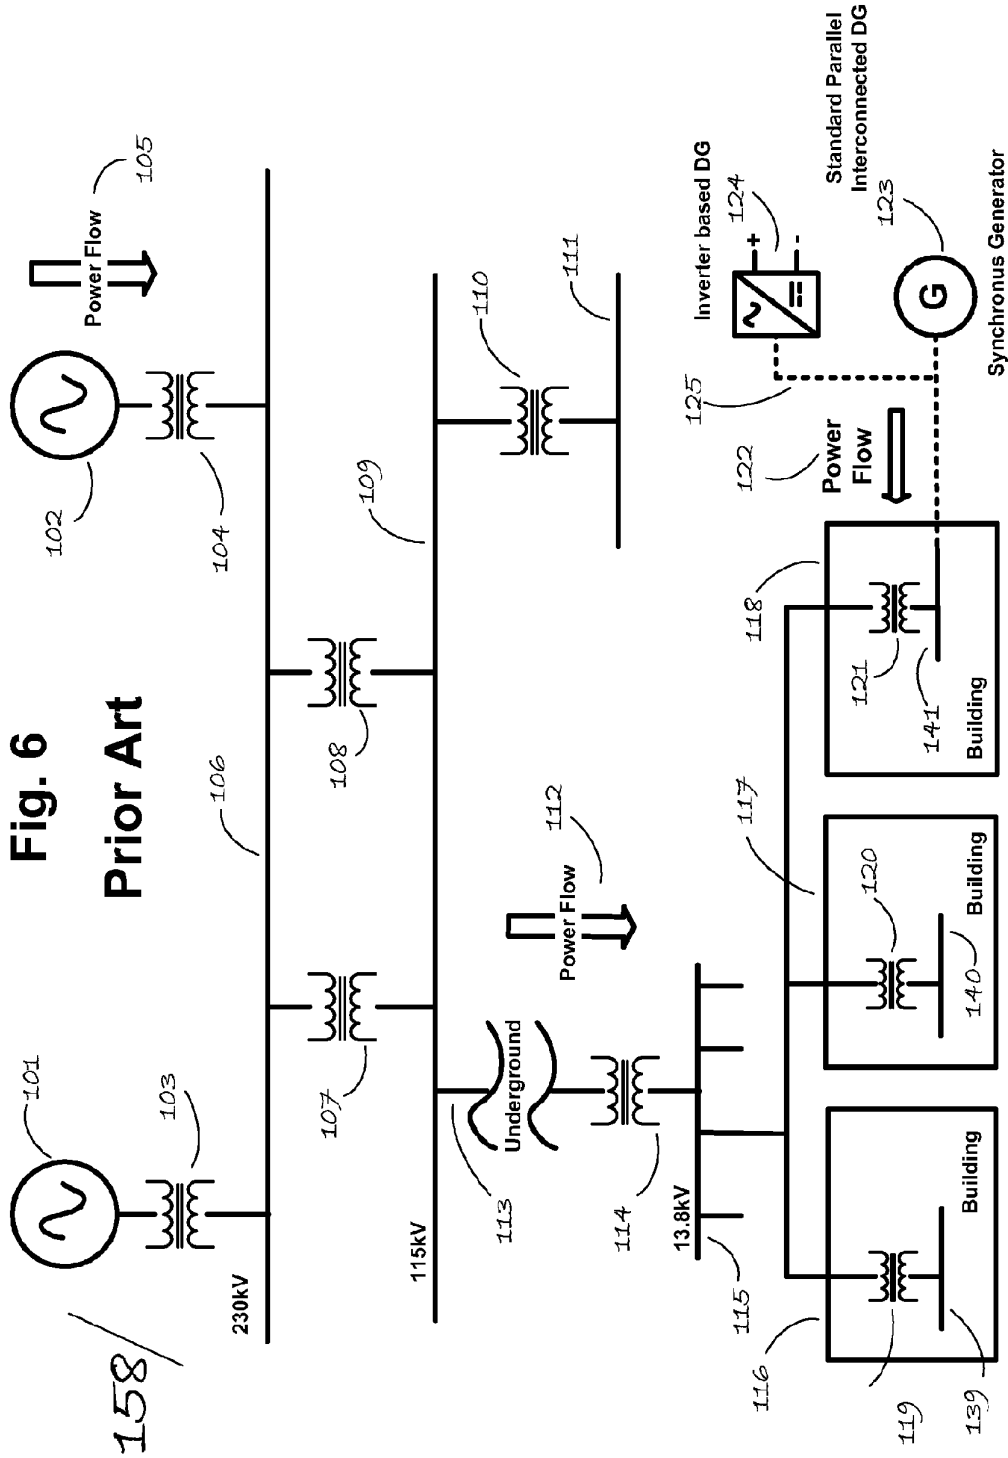 Fig. 6
Prior Art
158
101
102
103
104
Power Flow
105
106
230kV
107
108
109
115kV
110
111
113
Underground
Power Flow
112
114
13.8kV
115
116
117
118
119
120
121
139
140
141
Building
Building
Building
Power
Flow
122
125
Inverter based DG
124
+
-
Standard Parallel
Interconnected DG
123
G
Synchronus Generator